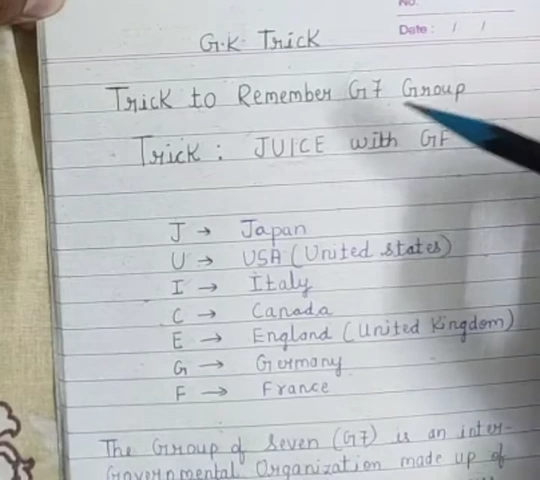 No.
Date : / /
G.K Trick
Trick to Remember G7 Group
Trick : JUICE with GF
J → Japan
U → USA (United states)
I → Italy
C → Canada
E → England (United Kingdom)
G → Germany
F → France
The Group of Seven (G7) is an inter-
Governmental Organization made up of